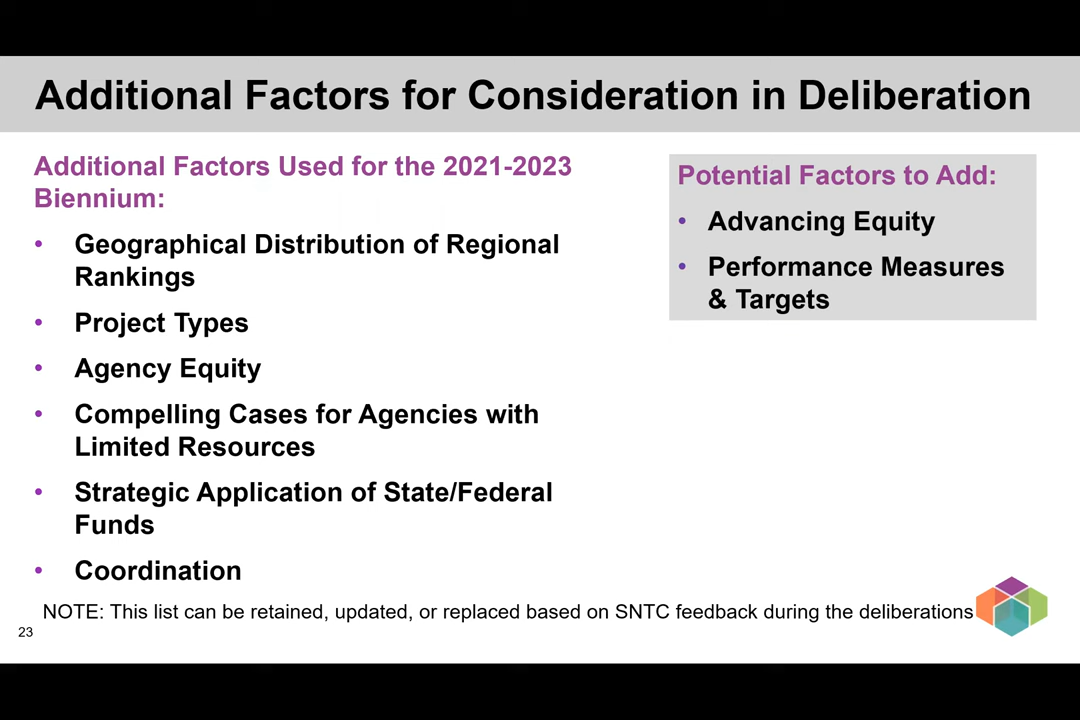 Additional Factors for Consideration in Deliberation
Additional Factors Used for the 2021-2023
Biennium:
• Geographical Distribution of Regional
Rankings
• Project Types
• Agency Equity
• Compelling Cases for Agencies with
Limited Resources
• Strategic Application of State/Federal
Funds
• Coordination
Potential Factors to Add:
• Advancing Equity
• Performance Measures
& Targets
NOTE: This list can be retained, updated, or replaced based on SNTC feedback during the deliberations
23